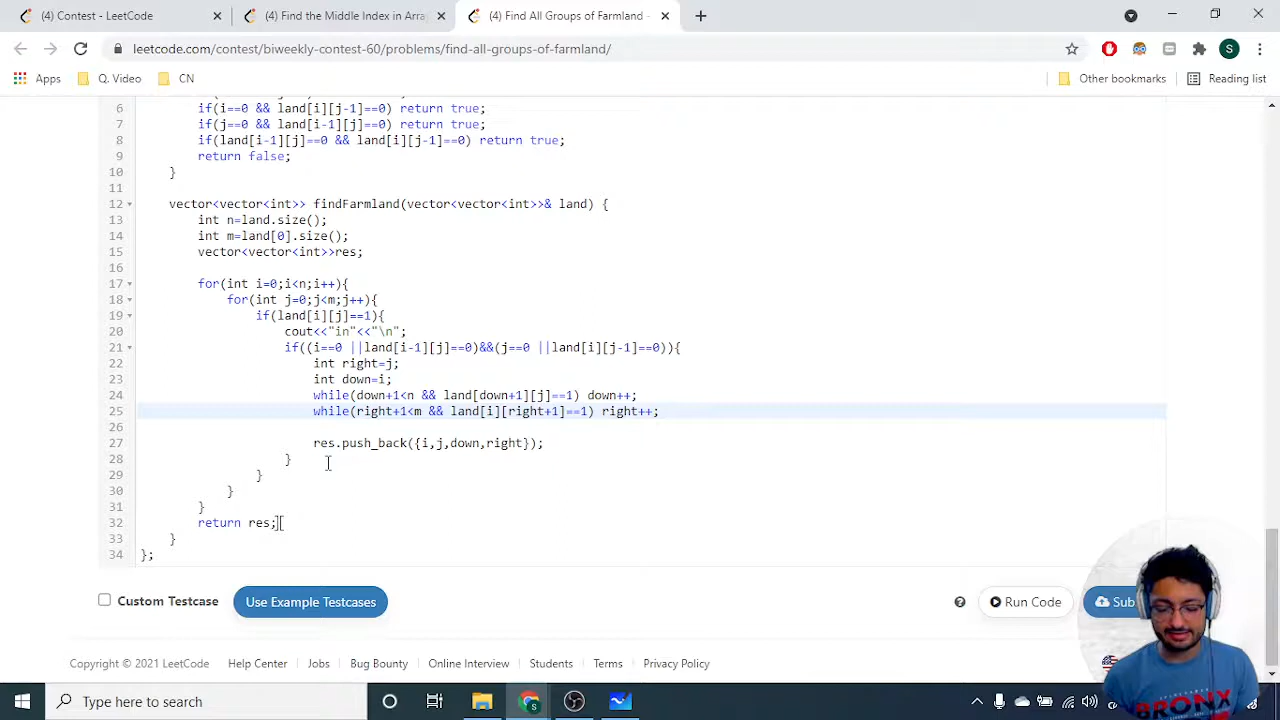 (4) Contest - LeetCode
(4) Find the Middle Index in Array
(4) Find All Groups of Farmland -
leetcode.com/contest/biweekly-contest-60/problems/find-all-groups-of-farmland/
S
Apps
Q. Video
CN
Other bookmarks
Reading list
6 if(i==0 && land[i][j-1]==0) return true;
7 if(j==0 && land[i-1][j]==0) return true;
8 if(land[i-1][j]==0 && land[i][j-1]==0) return true;
9 return false;
10 }
11
12 vector<vector<int>> findFarmland(vector<vector<int>>& land) {
13 int n=land.size();
14 int m=land[0].size();
15 vector<vector<int>>res;
16
17 for(int i=0;i<n;i++){
18 for(int j=0;j<m;j++){
19 if(land[i][j]==1){
20 cout<<"in"<<"\n";
21 if((i==0 ||land[i-1][j]==0)&&(j==0 ||land[i][j-1]==0)){
22 int right=j;
23 int down=i;
24 while(down+1<n && land[down+1][j]==1) down++;
25 while(right+1<m && land[i][right+1]==1) right++;
26
27 res.push_back({i,j,down,right});
28 }
29 }
30 }
31 }
32 return res;
33 }
34 };
Custom Testcase
Use Example Testcases
Run Code
Sub
Copyright © 2021 LeetCode
Help Center
Jobs
Bug Bounty
Online Interview
Students
Terms
Privacy Policy
BRONX
Type here to search